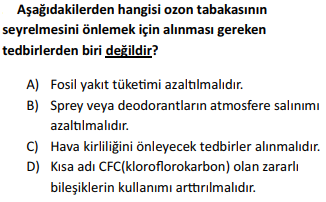 Aşağıdakilerden hangisi ozon tabakasının
seyrelmesini önlemek için alınması gereken
tedbirlerden biri değildir?
A) Fosil yakıt tüketimi azaltılmalıdır.
B) Sprey veya deodorantların atmosfere salınımı
azaltılmalıdır.
C) Hava kirliliğini önleyecek tedbirler alınmalıdır.
D) Kısa adı CFC(kloroflorokarbon) olan zararlı
bileşiklerin kullanımı arttırılmalıdır.